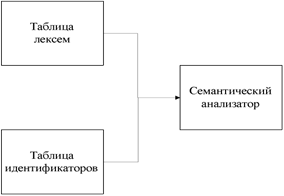 Таблица
лексем
Семантический
анализатор
Таблица
идентификаторов